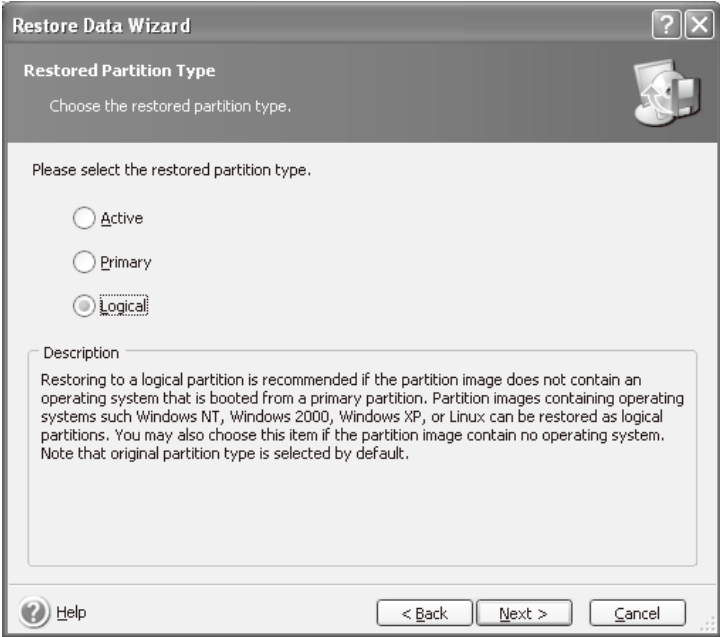 Restore Data Wizard
Restored Partition Type
Choose the restored partition type.
Please select the restored partition type.
Active
Primary
Logical
Description
Restoring to a logical partition is recommended if the partition image does not contain an
operating system that is booted from a primary partition. Partition images containing operating
systems such Windows NT, Windows 2000, Windows XP, or Linux can be restored as logical
partitions. You may also choose this item if the partition image contain no operating system.
Note that original partition type is selected by default.
? Help
< Back
Next >
Cancel